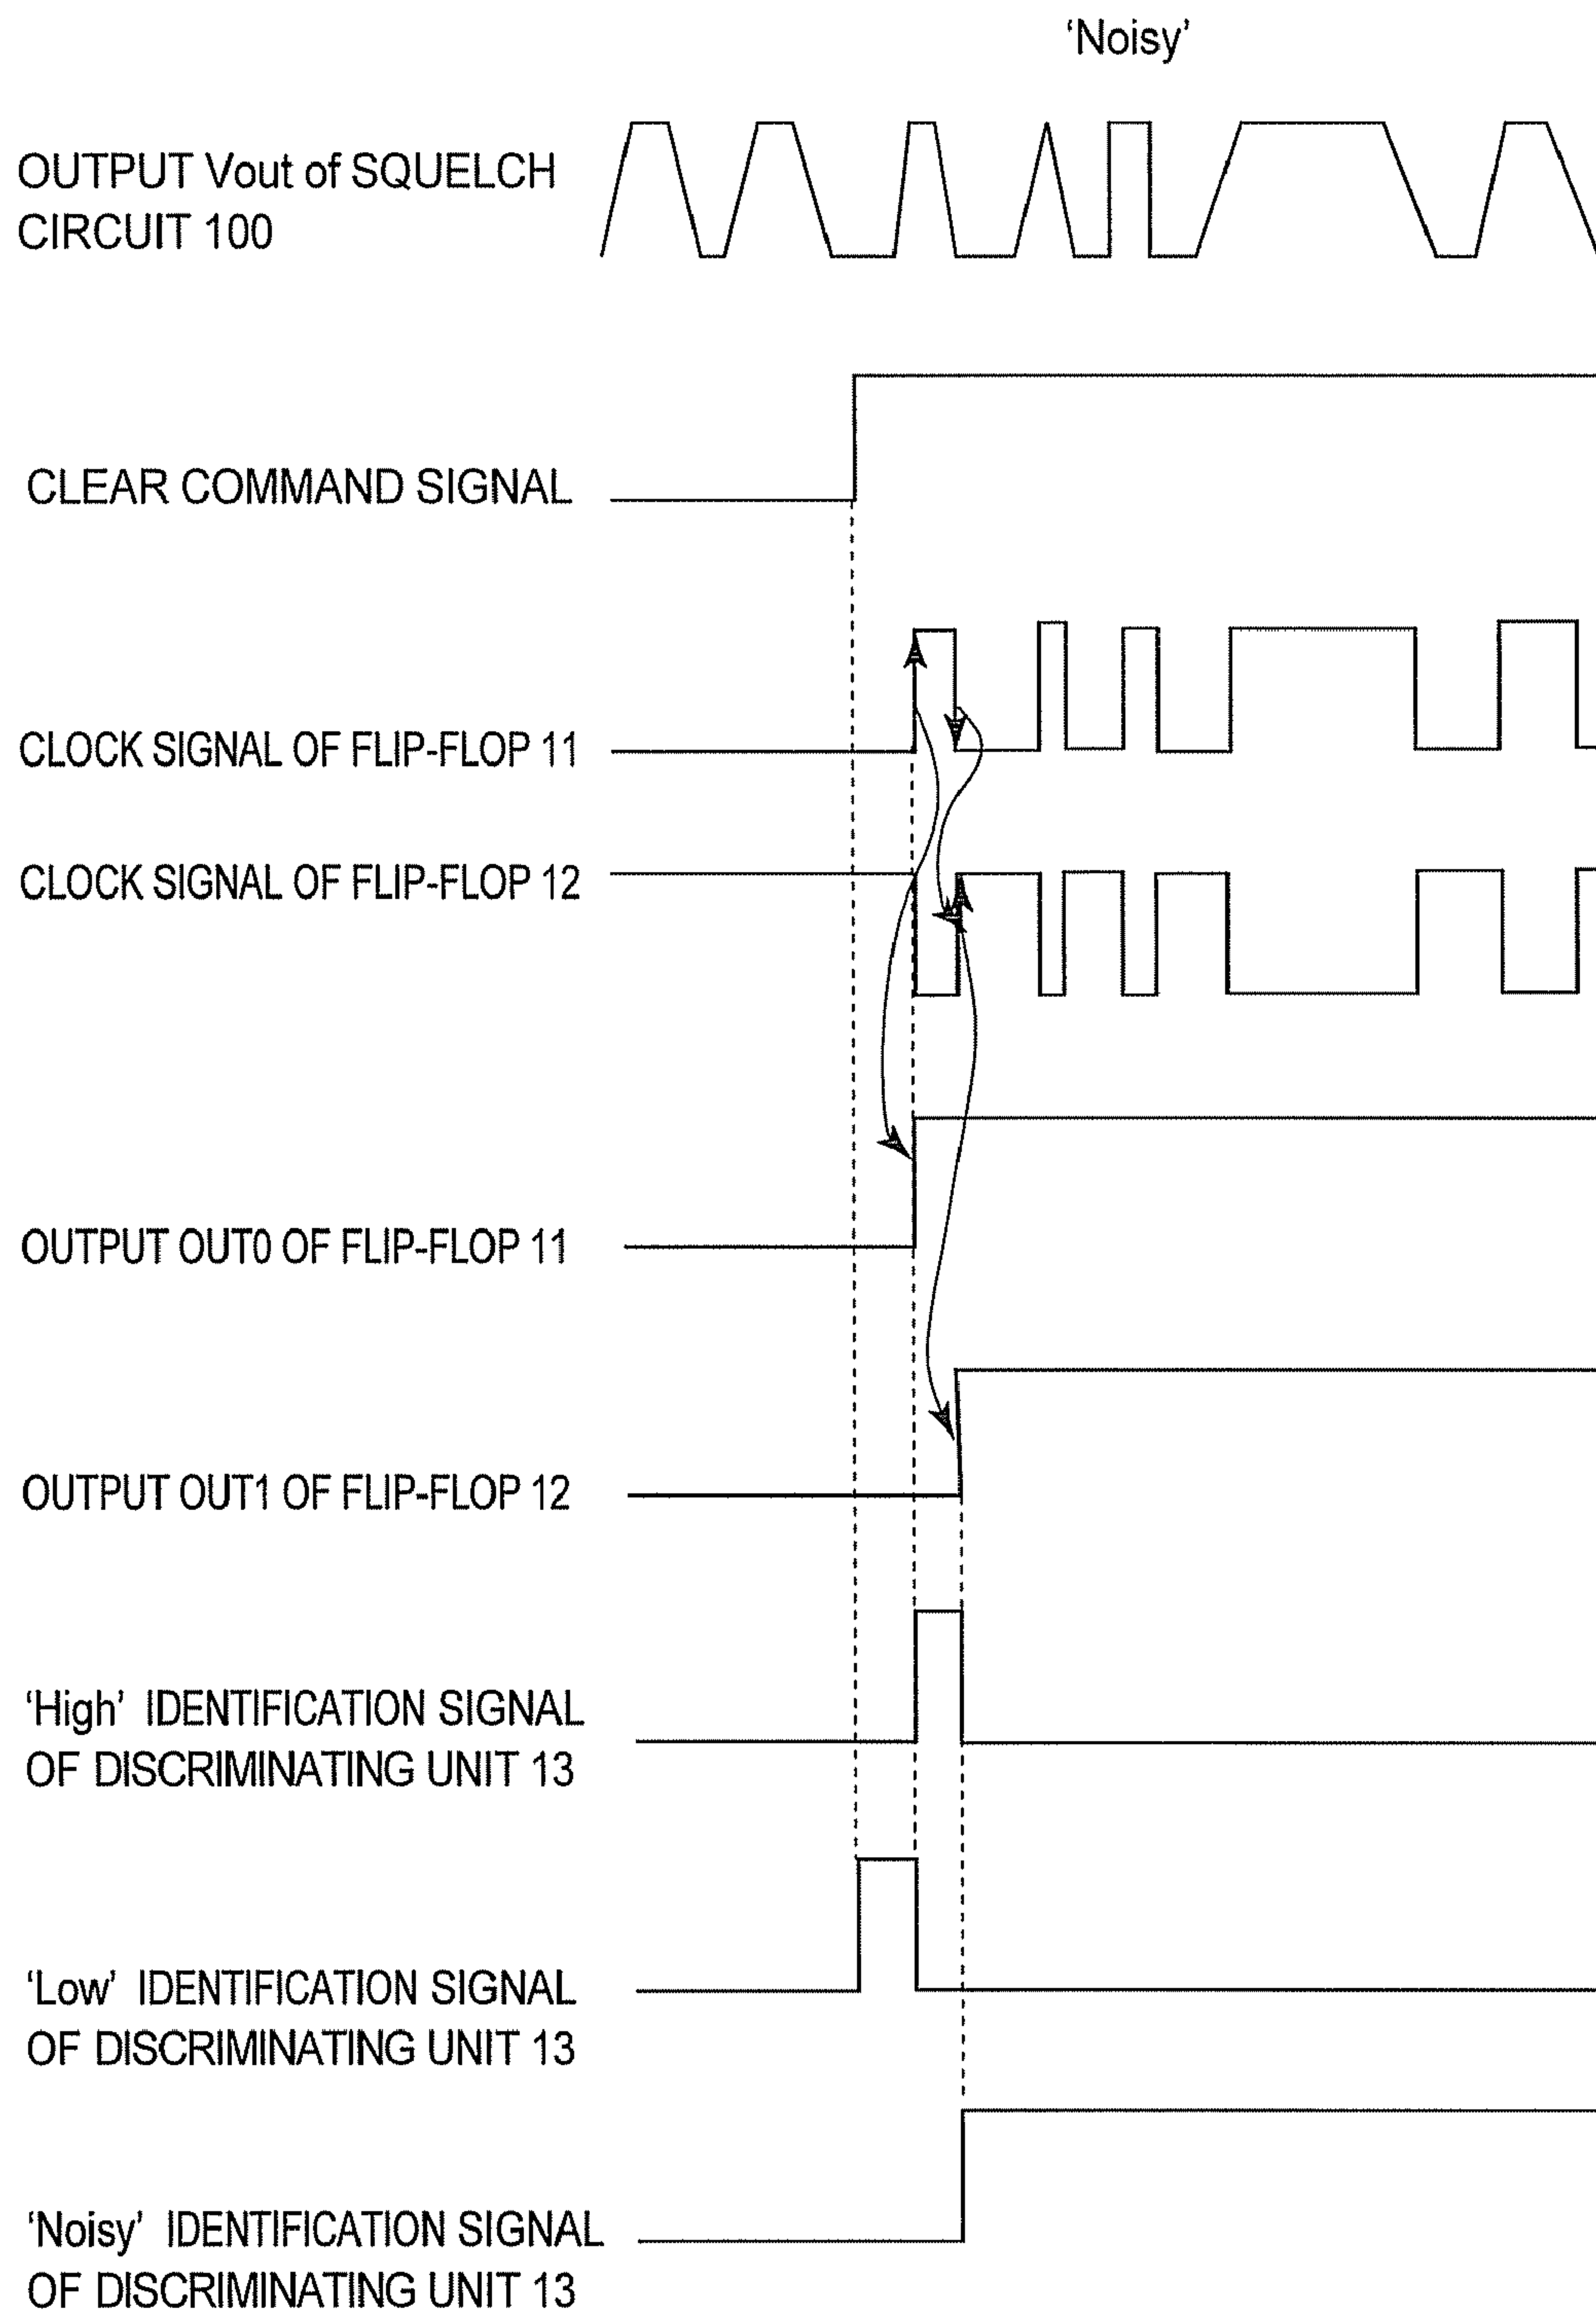 ‘Noisy’
OUTPUT Vout of SQUELCH
CIRCUIT 100
CLEAR COMMAND SIGNAL
CLOCK SIGNAL OF FLIP-FLOP 11
CLOCK SIGNAL OF FLIP-FLOP 12
OUTPUT OUT0 OF FLIP-FLOP 11
OUTPUT OUT1 OF FLIP-FLOP 12
‘High’ IDENTIFICATION SIGNAL
OF DISCRIMINATING UNIT 13
‘Low’ IDENTIFICATION SIGNAL
OF DISCRIMINATING UNIT 13
‘Noisy’ IDENTIFICATION SIGNAL
OF DISCRIMINATING UNIT 13